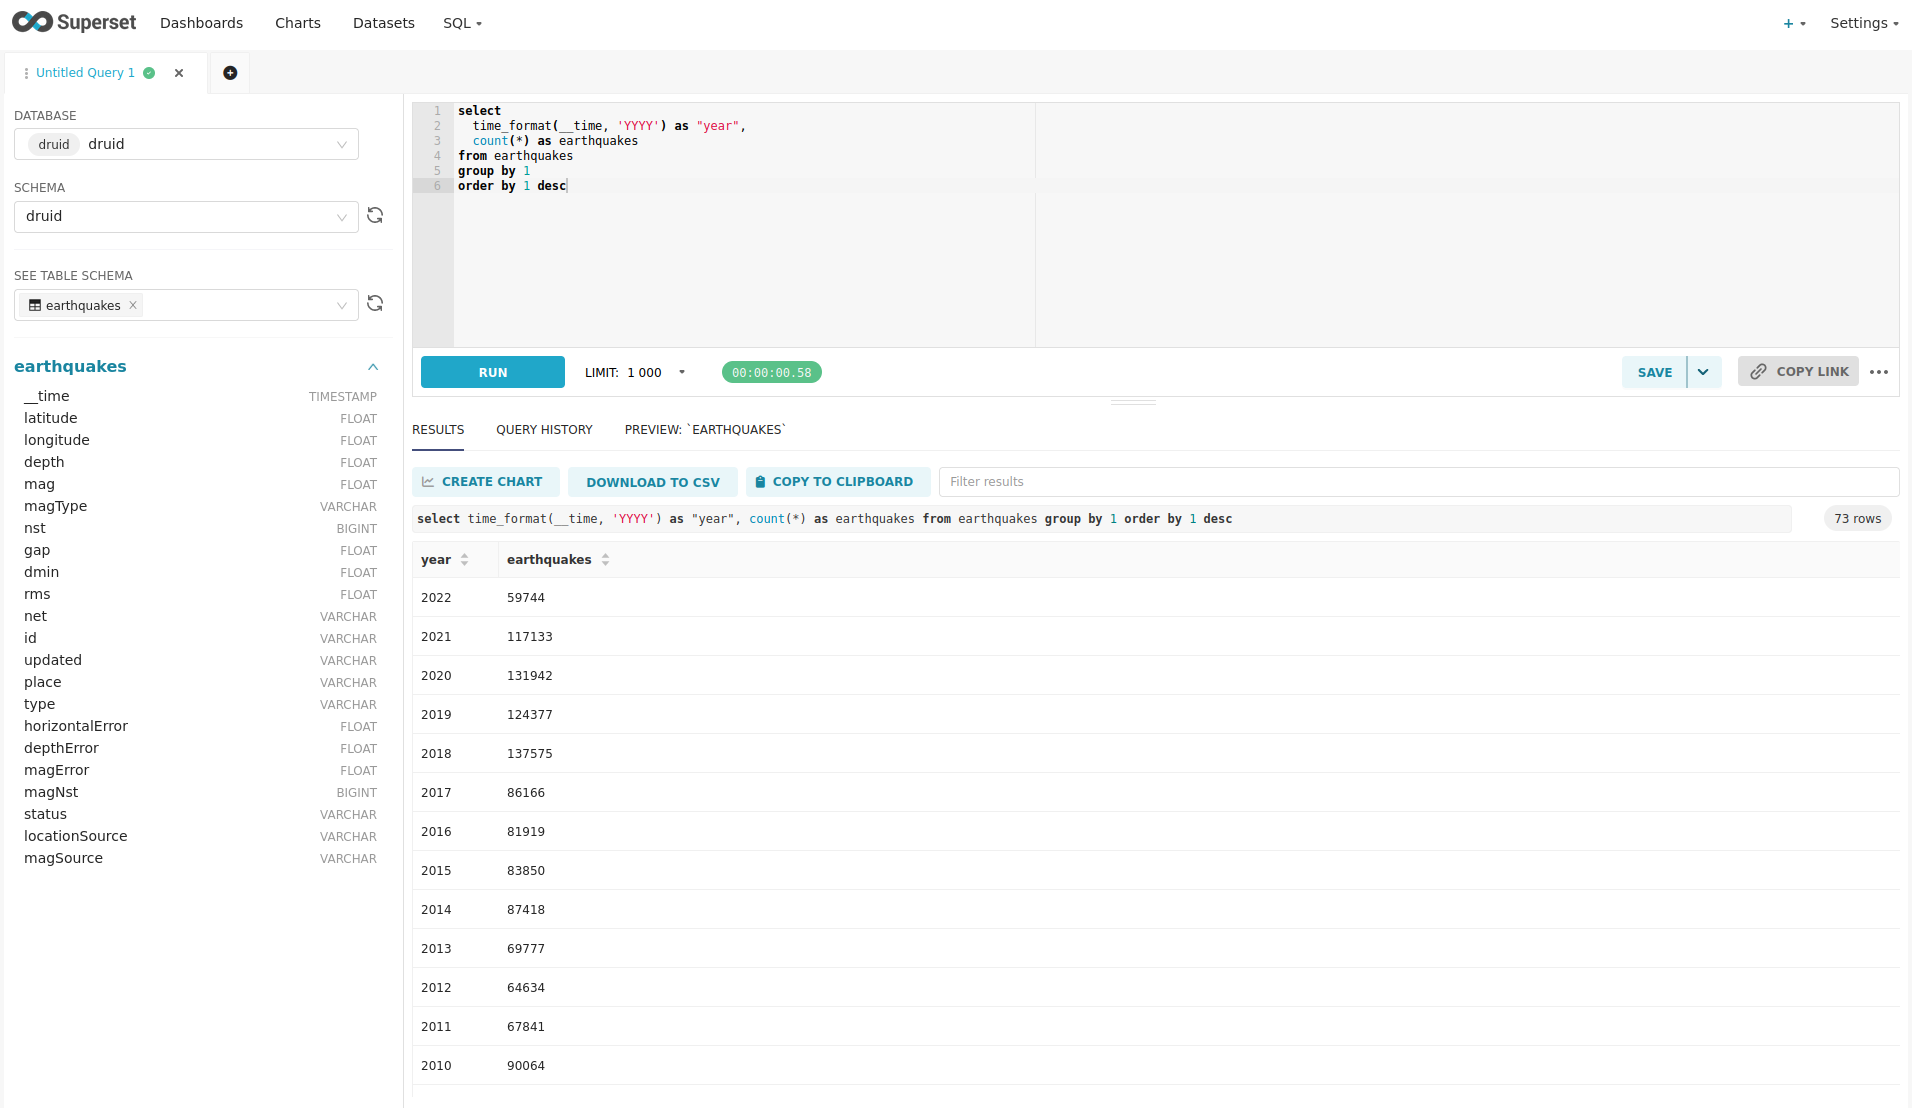 Superset Dashboards Charts Datasets SQL + Settings
Untitled Query 1
DATABASE
druid druid
SCHEMA
druid
SEE TABLE SCHEMA
earthquakes
earthquakes
__time TIMESTAMP
latitude FLOAT
longitude FLOAT
depth FLOAT
mag FLOAT
magType VARCHAR
nst BIGINT
gap FLOAT
dmin FLOAT
rms FLOAT
net VARCHAR
id VARCHAR
updated VARCHAR
place VARCHAR
type VARCHAR
horizontalError FLOAT
depthError FLOAT
magError FLOAT
magNst BIGINT
status VARCHAR
locationSource VARCHAR
magSource VARCHAR
1 select
2 time_format(__time, 'YYYY') as "year",
3 count(*) as earthquakes
4 from earthquakes
5 group by 1
6 order by 1 desc
RUN LIMIT: 1 000 00:00:00.58 SAVE COPY LINK
RESULTS QUERY HISTORY PREVIEW: `EARTHQUAKES`
CREATE CHART DOWNLOAD TO CSV COPY TO CLIPBOARD Filter results
select time_format(__time, 'YYYY') as "year", count(*) as earthquakes from earthquakes group by 1 order by 1 desc 73 rows
year earthquakes
2022 59744
2021 117133
2020 131942
2019 124377
2018 137575
2017 86166
2016 81919
2015 83850
2014 87418
2013 69777
2012 64634
2011 67841
2010 90064